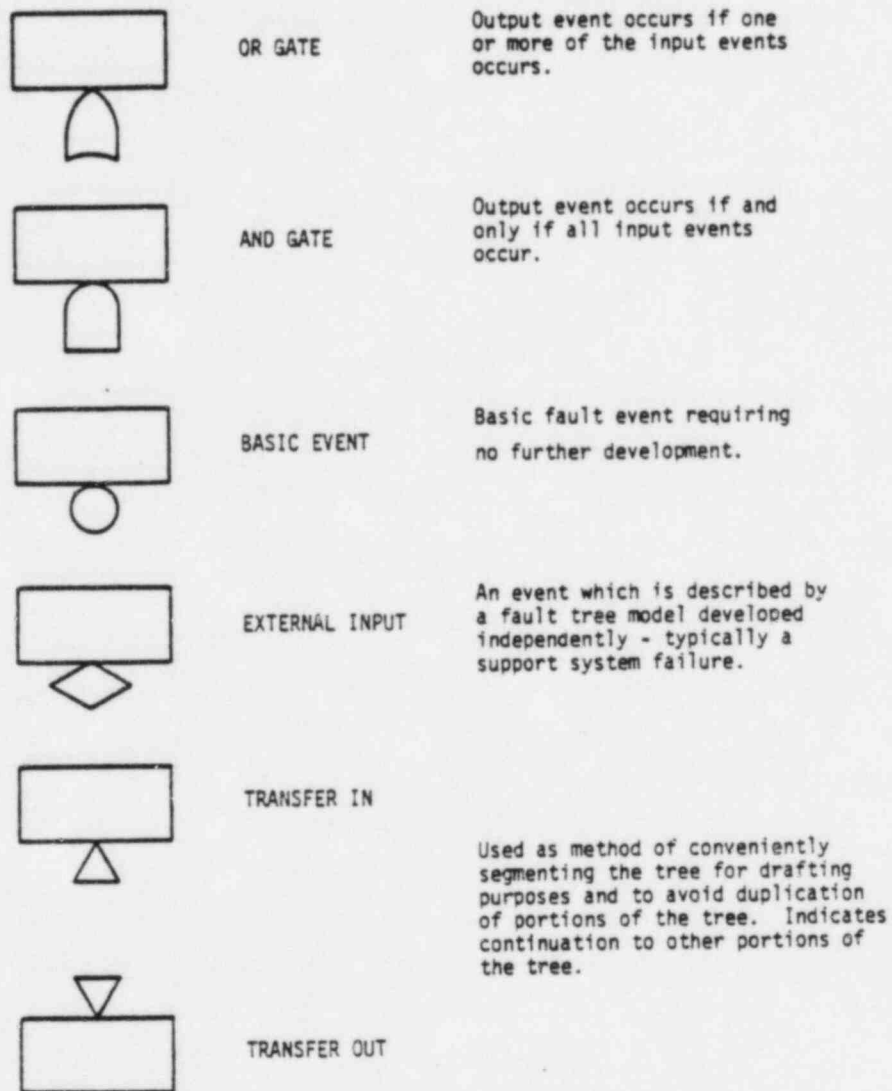 OR GATE
Output event occurs if one
or more of the input events
occurs.
AND GATE
Output event occurs if and
only if all input events
occur.
BASIC EVENT
Basic fault event requiring
no further development.
EXTERNAL INPUT
An event which is described by
a fault tree model developed
independently - typically a
support system failure.
TRANSFER IN
Used as method of conveniently
segmenting the tree for drafting
purposes and to avoid duplication
of portions of the tree. Indicates
continuation to other portions of
the tree.
TRANSFER OUT